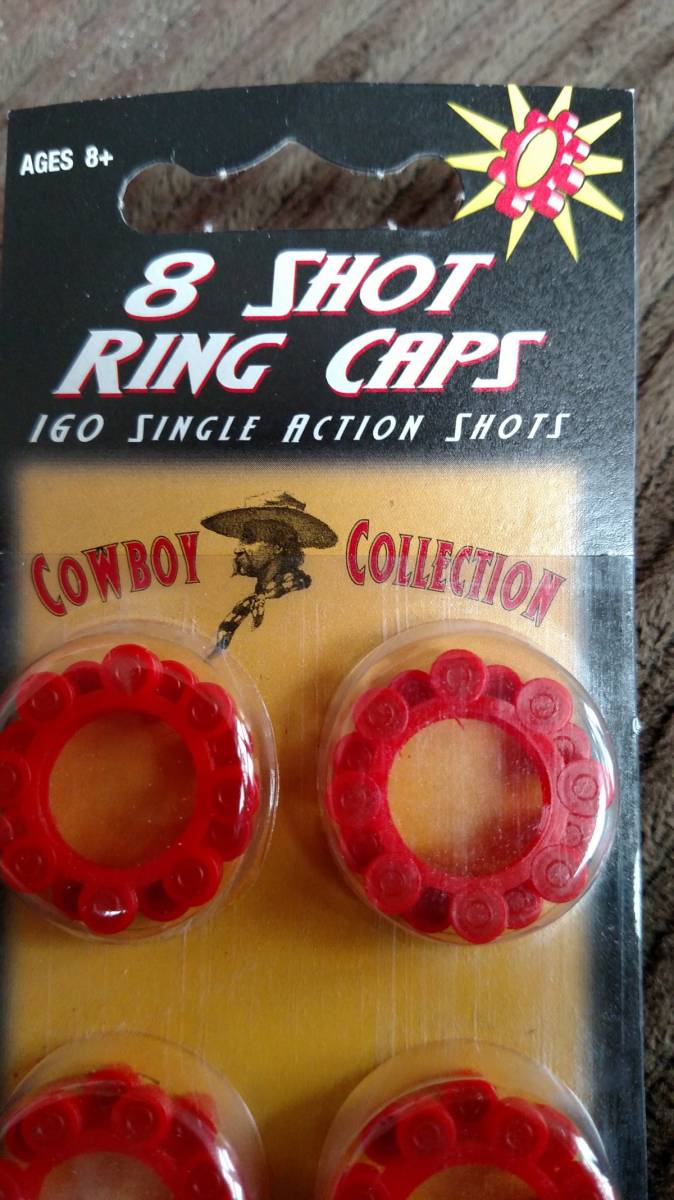 AGES 8+
8 SHOT
RING CAPS
160 SINGLE ACTION SHOTS
COWBOY COLLECTION